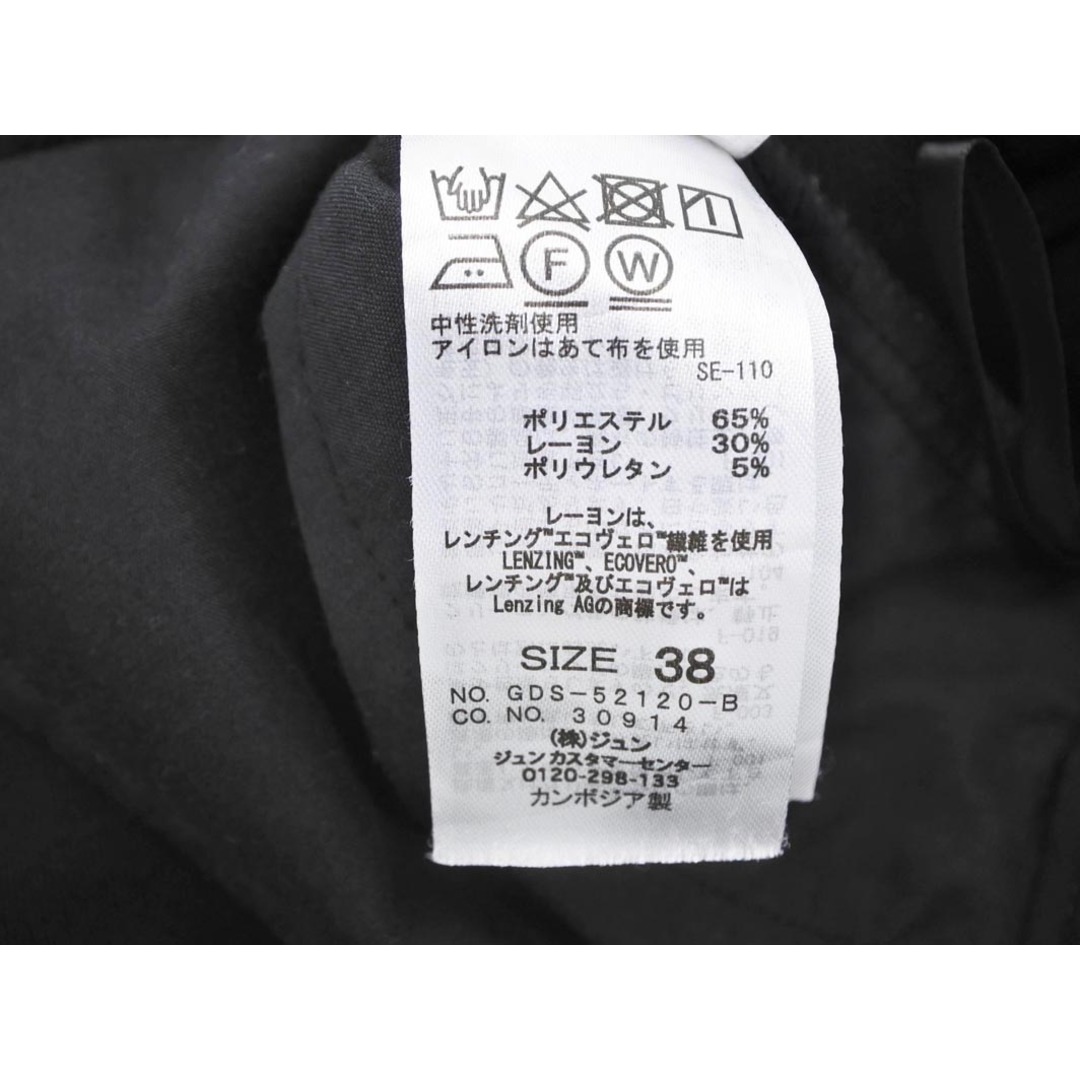 F W
中性洗剤使用
アイロンはあて布を使用
SE-110
ポリエステル 65%
レーヨン 30%
ポリウレタン 5%
レーヨンは、
レンチング™エコヴェロ™繊維を使用
LENZING™、ECOVERO™、
レンチング™及びエコヴェロ™は
Lenzing AGの商標です。
SIZE 38
NO. GDS-52120-B
CO. NO. 30914
(株)ジュン
ジュンカスタマーセンター
0120-298-133
カンボジア製